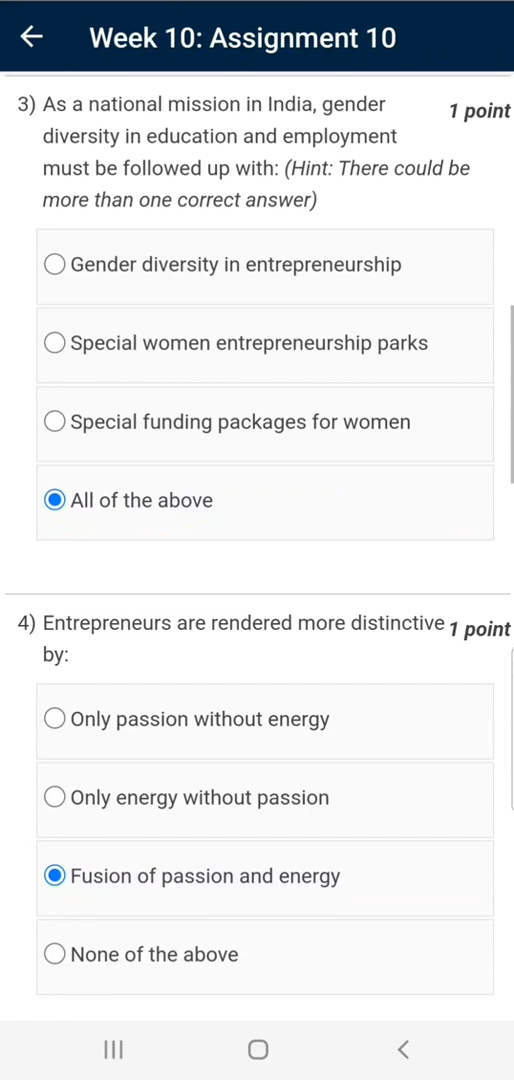 Week 10: Assignment 10
3) As a national mission in India, gender
1 point
diversity in education and employment
must be followed up with: (Hint: There could be
more than one correct answer)
Gender diversity in entrepreneurship
Special women entrepreneurship parks
Special funding packages for women
All of the above
4) Entrepreneurs are rendered more distinctive
1 point
by:
Only passion without energy
Only energy without passion
Fusion of passion and energy
None of the above